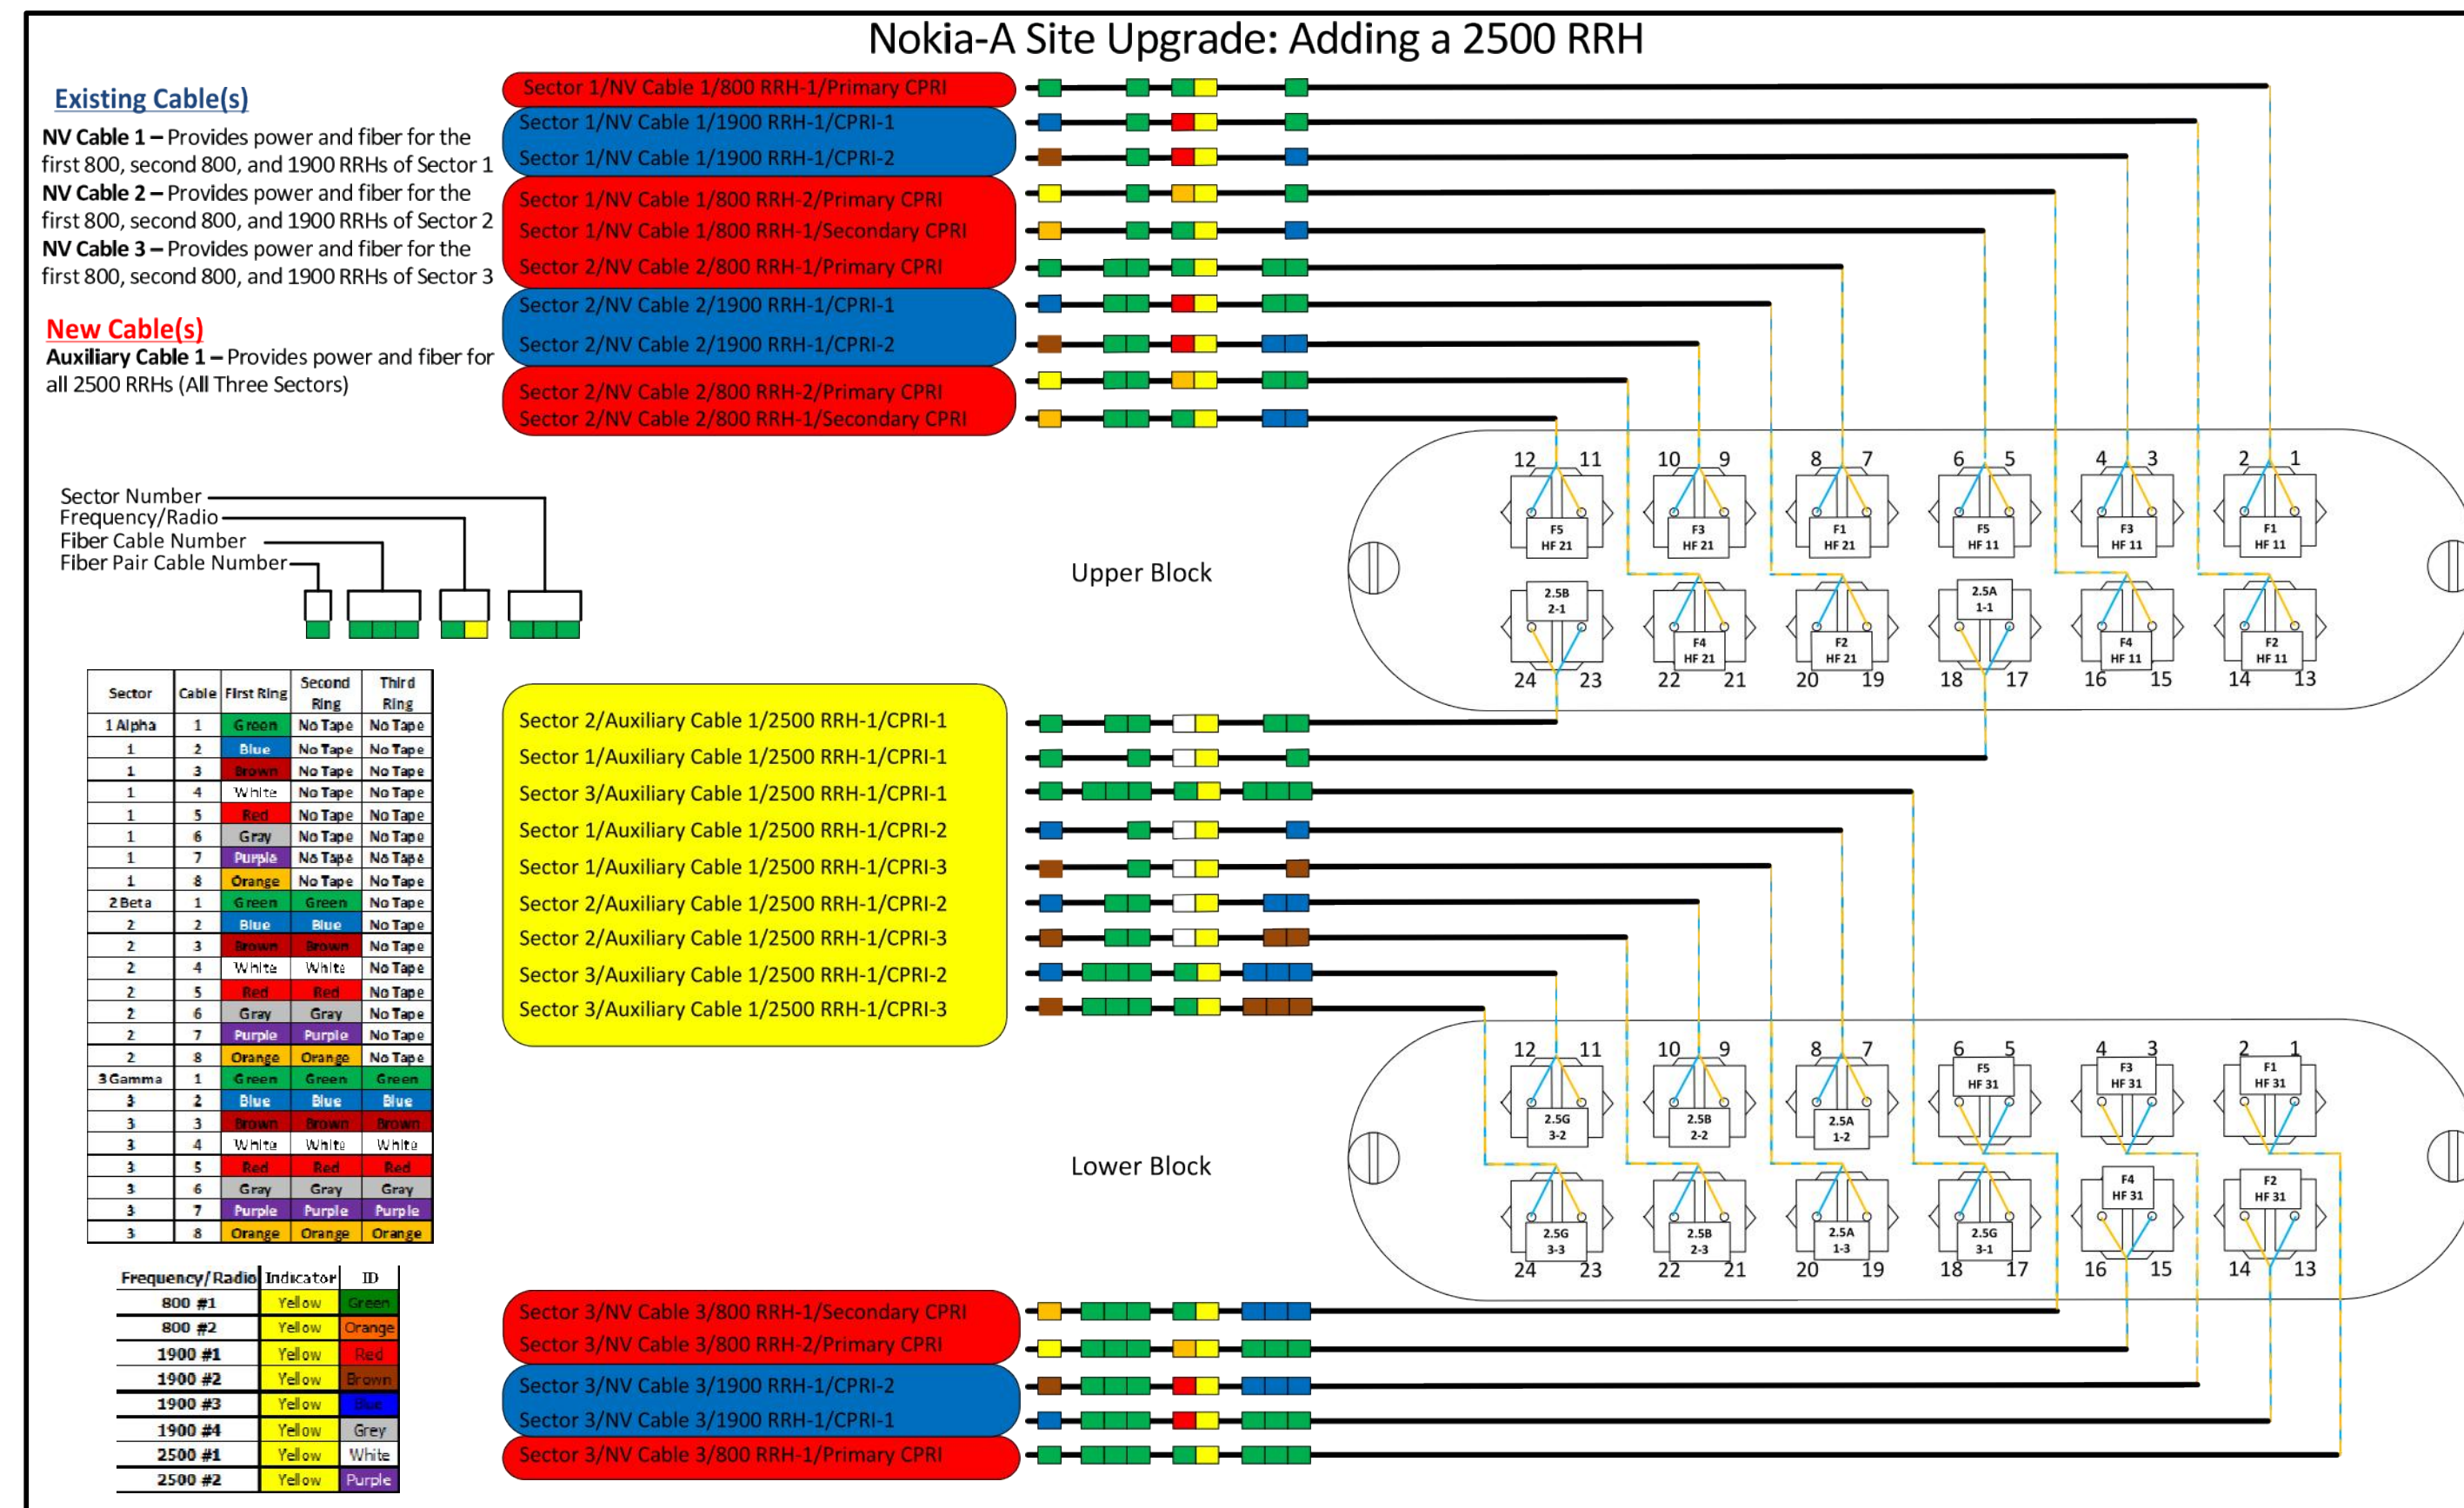 Nokia-A Site Upgrade: Adding a 2500 RRH
Existing Cable(s)
NV Cable 1 – Provides power and fiber for the
first 800, second 800, and 1900 RRHs of Sector 1
NV Cable 2 – Provides power and fiber for the
first 800, second 800, and 1900 RRHs of Sector 2
NV Cable 3 – Provides power and fiber for the
first 800, second 800, and 1900 RRHs of Sector 3
New Cable(s)
Auxiliary Cable 1 – Provides power and fiber for
all 2500 RRHs (All Three Sectors)
Sector 1/NV Cable 1/800 RRH-1/Primary CPRI
Sector 1/NV Cable 1/1900 RRH-1/CPRI-1
Sector 1/NV Cable 1/1900 RRH-1/CPRI-2
Sector 1/NV Cable 1/800 RRH-2/Primary CPRI
Sector 1/NV Cable 1/800 RRH-1/Secondary CPRI
Sector 2/NV Cable 2/800 RRH-1/Primary CPRI
Sector 2/NV Cable 2/1900 RRH-1/CPRI-1
Sector 2/NV Cable 2/1900 RRH-1/CPRI-2
Sector 2/NV Cable 2/800 RRH-2/Primary CPRI
Sector 2/NV Cable 2/800 RRH-1/Secondary CPRI
Sector Number
Frequency/Radio
Fiber Cable Number
Fiber Pair Cable Number
Upper Block
12 11 10 9 8 7 6 5 4 3 2 1
F5 F3 F1 F5 F3 F1
HF 21 HF 21 HF 21 HF 11 HF 11 HF 11
2.5B 2.5A
2-1 1-1
F4 F2 F4 F2
HF 21 HF 21 HF 11 HF 11
24 23 22 21 20 19 18 17 16 15 14 13
Sector Cable First Ring Second Ring Third Ring
1 Alpha 1 Green No Tape No Tape
1 2 Blue No Tape No Tape
1 3 Brown No Tape No Tape
1 4 White No Tape No Tape
1 5 Red No Tape No Tape
1 6 Gray No Tape No Tape
1 7 Purple No Tape No Tape
1 8 Orange No Tape No Tape
2 Beta 1 Green Green No Tape
2 2 Blue Blue No Tape
2 3 Brown Brown No Tape
2 4 White White No Tape
2 5 Red Red No Tape
2 6 Gray Gray No Tape
2 7 Purple Purple No Tape
2 8 Orange Orange No Tape
3 Gamma 1 Green Green Green
3 2 Blue Blue Blue
3 3 Brown Brown Brown
3 4 White White White
3 5 Red Red Red
3 6 Gray Gray Gray
3 7 Purple Purple Purple
3 8 Orange Orange Orange
Sector 2/Auxiliary Cable 1/2500 RRH-1/CPRI-1
Sector 1/Auxiliary Cable 1/2500 RRH-1/CPRI-1
Sector 3/Auxiliary Cable 1/2500 RRH-1/CPRI-1
Sector 1/Auxiliary Cable 1/2500 RRH-1/CPRI-2
Sector 1/Auxiliary Cable 1/2500 RRH-1/CPRI-3
Sector 2/Auxiliary Cable 1/2500 RRH-1/CPRI-2
Sector 2/Auxiliary Cable 1/2500 RRH-1/CPRI-3
Sector 3/Auxiliary Cable 1/2500 RRH-1/CPRI-2
Sector 3/Auxiliary Cable 1/2500 RRH-1/CPRI-3
Lower Block
12 11 10 9 8 7 6 5 4 3 2 1
F5 F3 F1
HF 31 HF 31 HF 31
2.5G 2.5B 2.5A
3-2 2-2 1-2
F4 F2
HF 31 HF 31
2.5G 2.5B 2.5A 2.5G
3-3 2-3 1-3 3-1
24 23 22 21 20 19 18 17 16 15 14 13
Frequency/Radio Indicator ID
800 #1 Yellow Green
800 #2 Yellow Orange
1900 #1 Yellow Red
1900 #2 Yellow Brown
1900 #3 Yellow Blue
1900 #4 Yellow Grey
2500 #1 Yellow White
2500 #2 Yellow Purple
Sector 3/NV Cable 3/800 RRH-1/Secondary CPRI
Sector 3/NV Cable 3/800 RRH-2/Primary CPRI
Sector 3/NV Cable 3/1900 RRH-1/CPRI-2
Sector 3/NV Cable 3/1900 RRH-1/CPRI-1
Sector 3/NV Cable 3/800 RRH-1/Primary CPRI